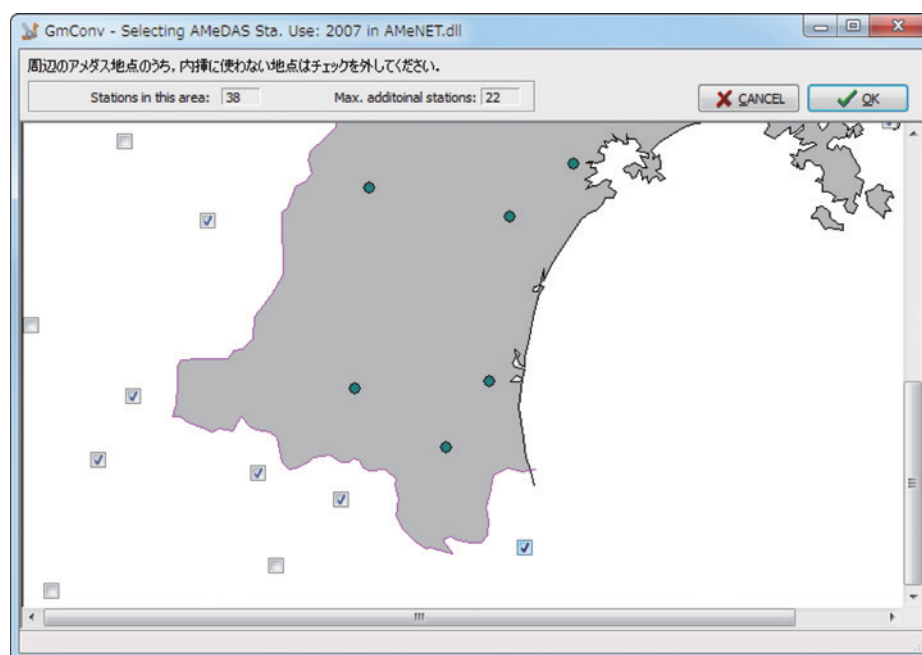 GmConv - Selecting AMeDAS Sta. Use: 2007 in AMeNET.dll
周辺のアメダス地点のうち，内挿に使わない地点はチェックを外してください．
Stations in this area: 38 Max. additoinal stations: 22 CANCEL OK